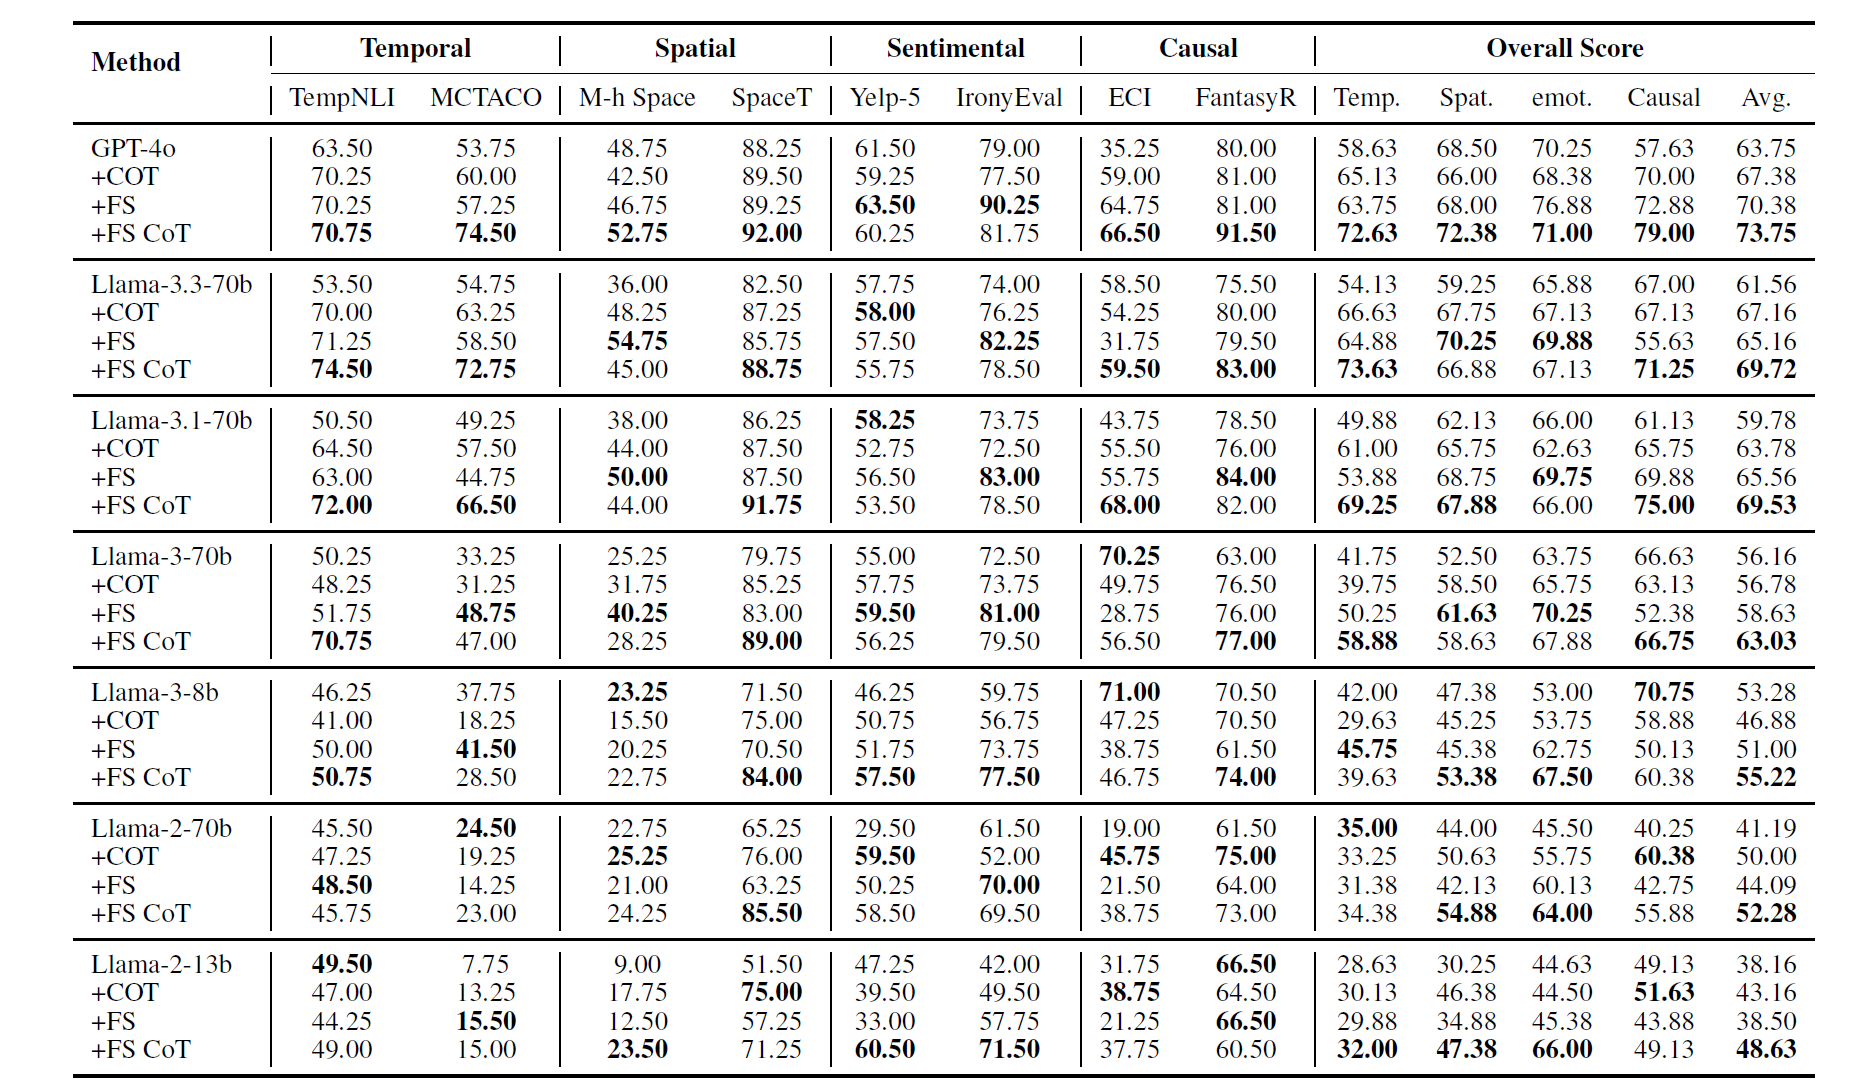 Method Temporal Spatial Sentimental Causal Overall Score
TempNLI MCTACO M-h Space SpaceT Yelp-5 IronyEval ECI FantasyR Temp. Spat. emot. Causal Avg.
GPT-4o 63.50 53.75 48.75 88.25 61.50 79.00 35.25 80.00 58.63 68.50 70.25 57.63 63.75
+COT 70.25 60.00 42.50 89.50 59.25 77.50 59.00 81.00 65.13 66.00 68.38 70.00 67.38
+FS 70.25 57.25 46.75 89.25 63.50 90.25 64.75 81.00 63.75 68.00 76.88 72.88 70.38
+FS CoT 70.75 74.50 52.75 92.00 60.25 81.75 66.50 91.50 72.63 72.38 71.00 79.00 73.75
Llama-3.3-70b 53.50 54.75 36.00 82.50 57.75 74.00 58.50 75.50 54.13 59.25 65.88 67.00 61.56
+COT 70.00 63.25 48.25 87.25 58.00 76.25 54.25 80.00 66.63 67.75 67.13 67.13 67.16
+FS 71.25 58.50 54.75 85.75 57.50 82.25 31.75 79.50 64.88 70.25 69.88 55.63 65.16
+FS CoT 74.50 72.75 45.00 88.75 55.75 78.50 59.50 83.00 73.63 66.88 67.13 71.25 69.72
Llama-3.1-70b 50.50 49.25 38.00 86.25 58.25 73.75 43.75 78.50 49.88 62.13 66.00 61.13 59.78
+COT 64.50 57.50 44.00 87.50 52.75 72.50 55.50 76.00 61.00 65.75 62.63 65.75 63.78
+FS 63.00 44.75 50.00 87.50 56.50 83.00 55.75 84.00 53.88 68.75 69.75 69.88 65.56
+FS CoT 72.00 66.50 44.00 91.75 53.50 78.50 68.00 82.00 69.25 67.88 66.00 75.00 69.53
Llama-3-70b 50.25 33.25 25.25 79.75 55.00 72.50 70.25 63.00 41.75 52.50 63.75 66.63 56.16
+COT 48.25 31.25 31.75 85.25 57.75 73.75 49.75 76.50 39.75 58.50 65.75 63.13 56.78
+FS 51.75 48.75 40.25 83.00 59.50 81.00 28.75 76.00 50.25 61.63 70.25 52.38 58.63
+FS CoT 70.75 47.00 28.25 89.00 56.25 79.50 56.50 77.00 58.88 58.63 67.88 66.75 63.03
Llama-3-8b 46.25 37.75 23.25 71.50 46.25 59.75 71.00 70.50 42.00 47.38 53.00 70.75 53.28
+COT 41.00 18.25 15.50 75.00 50.75 56.75 47.25 70.50 29.63 45.25 53.75 58.88 46.88
+FS 50.00 41.50 20.25 70.50 51.75 73.75 38.75 61.50 45.75 45.38 62.75 50.13 51.00
+FS CoT 50.75 28.50 22.75 84.00 57.50 77.50 46.75 74.00 39.63 53.38 67.50 60.38 55.22
Llama-2-70b 45.50 24.50 22.75 65.25 29.50 61.50 19.00 61.50 35.00 44.00 45.50 40.25 41.19
+COT 47.25 19.25 25.25 76.00 59.50 52.00 45.75 75.00 33.25 50.63 55.75 60.38 50.00
+FS 48.50 14.25 21.00 63.25 50.25 70.00 21.50 64.00 31.38 42.13 60.13 42.75 44.09
+FS CoT 45.75 23.00 24.25 85.50 58.50 69.50 38.75 73.00 34.38 54.88 64.00 55.88 52.28
Llama-2-13b 49.50 7.75 9.00 51.50 47.25 42.00 31.75 66.50 28.63 30.25 44.63 49.13 38.16
+COT 47.00 13.25 17.75 75.00 39.50 49.50 38.75 64.50 30.13 46.38 44.50 51.63 43.16
+FS 44.25 15.50 12.50 57.25 33.00 57.75 21.25 66.50 29.88 34.88 45.38 43.88 38.50
+FS CoT 49.00 15.00 23.50 71.25 60.50 71.50 37.75 60.50 32.00 47.38 66.00 49.13 48.63